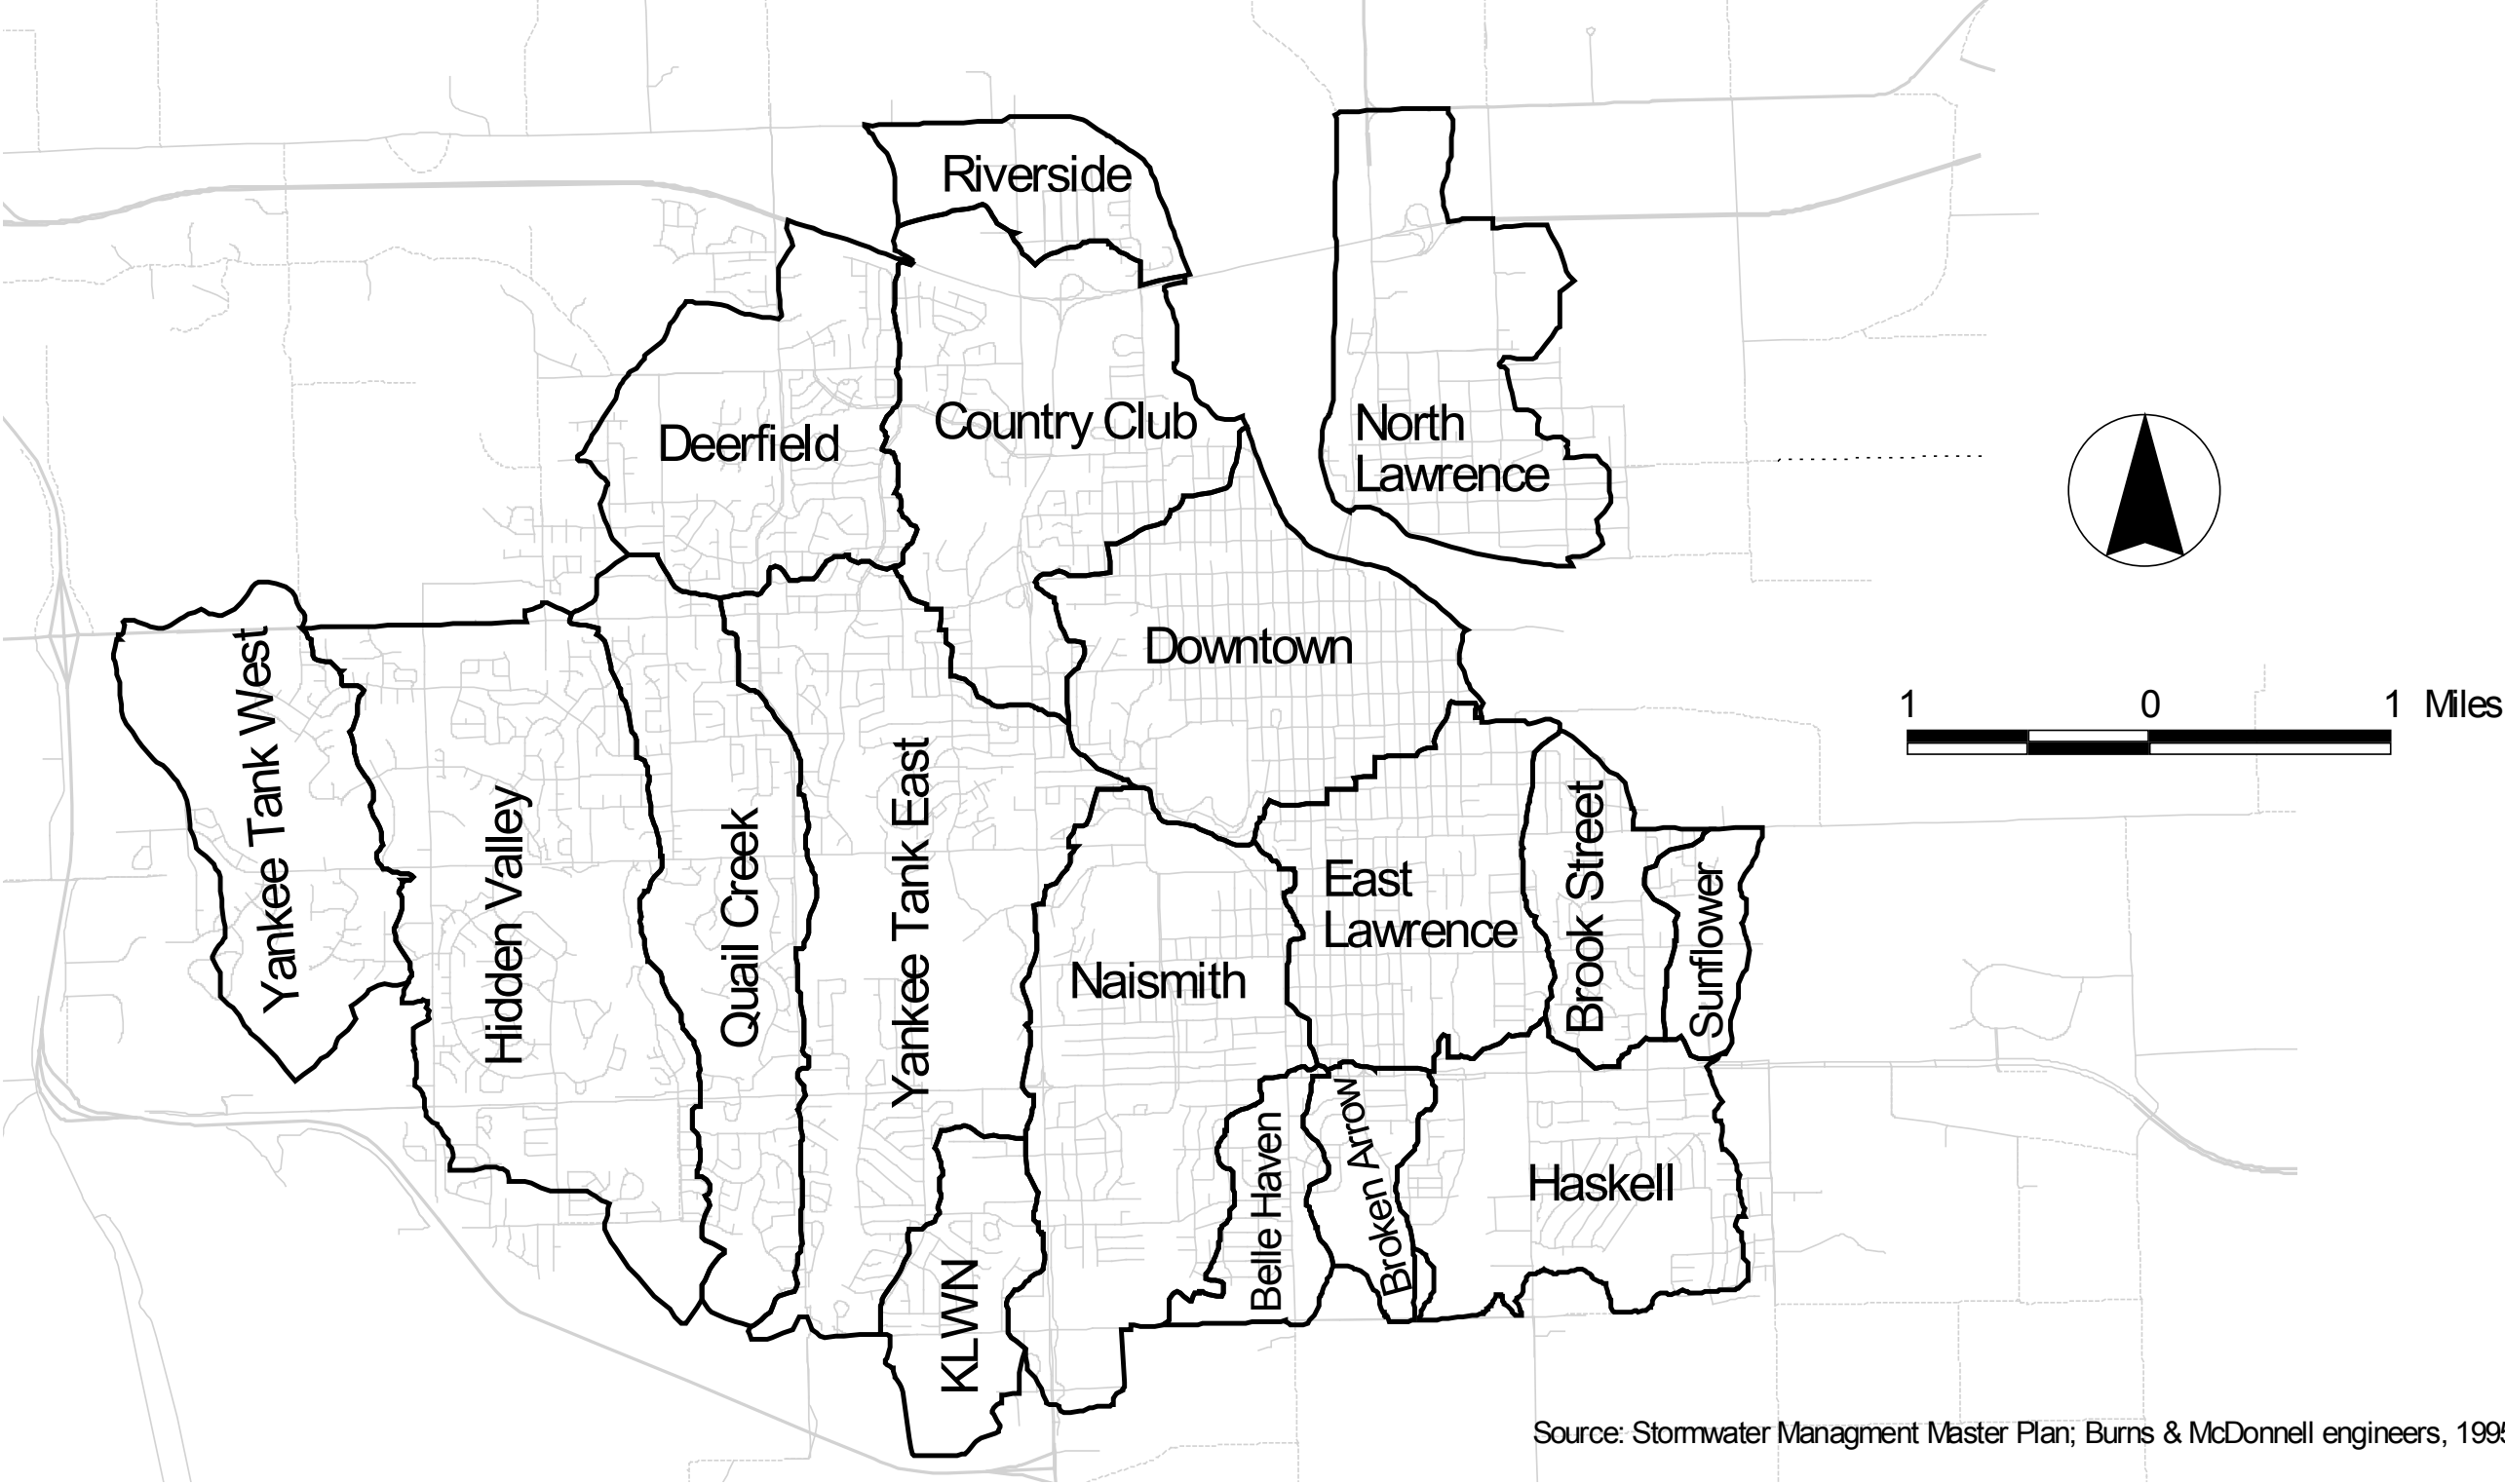 Riverside
Country Club
Deerfield
North
Lawrence
Downtown
1 0 1 Miles
Yankee Tank West
Hidden Valley
Quail Creek
Yankee Tank East
East
Lawrence
Brook Street
Sunflower
Naismith
Belle Haven
Broken Arrow
Haskell
KLWN
Source: Stormwater Managment Master Plan; Burns & McDonnell engineers, 1995